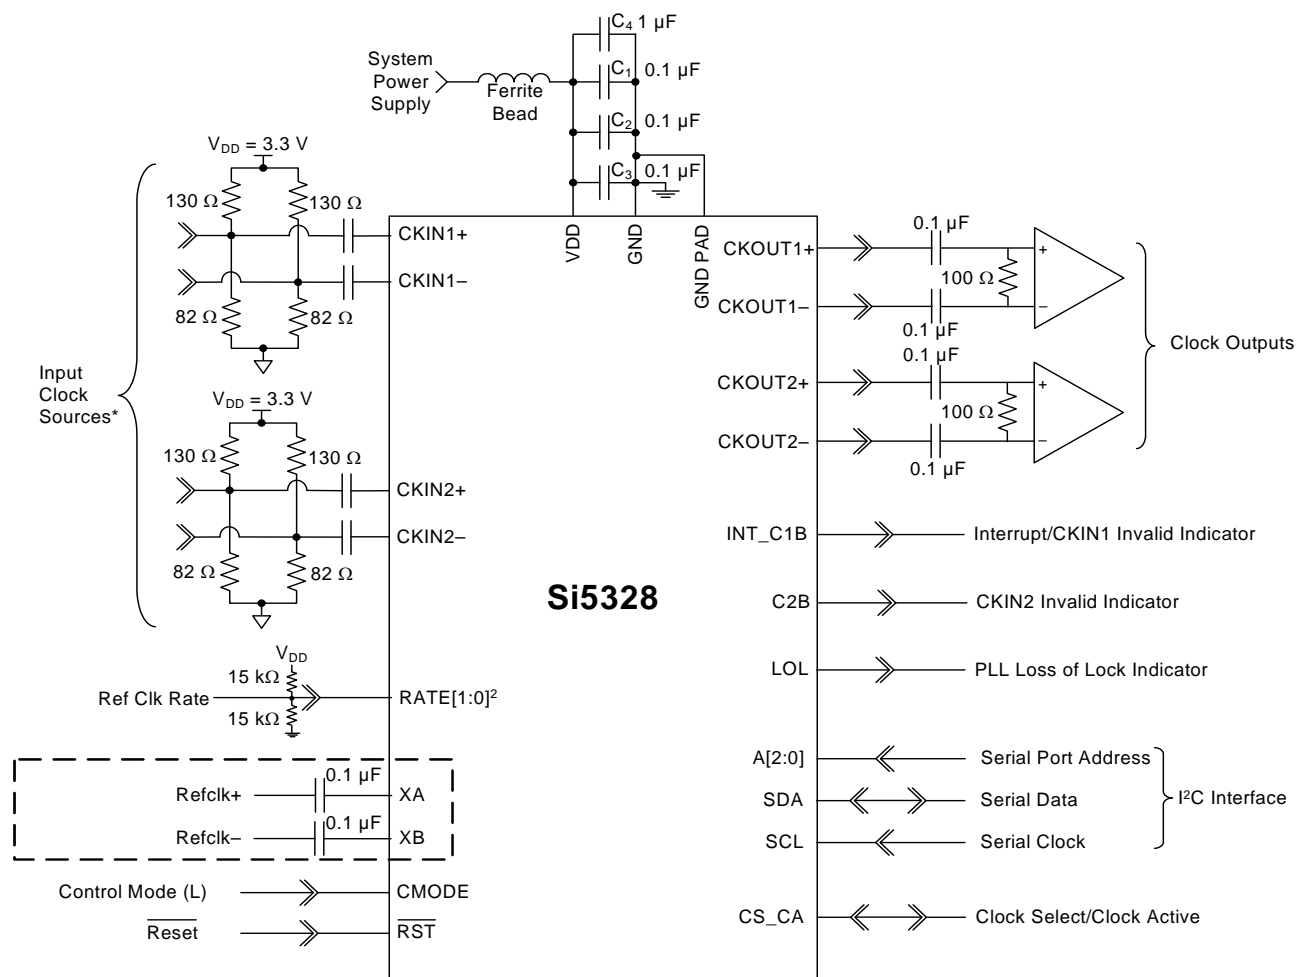 C4 1 µF
System
Power
Supply
Ferrite
Bead
C1 0.1 µF
C2 0.1 µF
C3 0.1 µF
VDD = 3.3 V
130 Ω
130 Ω
CKIN1+
CKIN1–
82 Ω
82 Ω
Input
Clock
Sources*
VDD = 3.3 V
130 Ω
130 Ω
CKIN2+
CKIN2–
82 Ω
82 Ω
VDD
15 kΩ
Ref Clk Rate
RATE[1:0]²
15 kΩ
0.1 µF
Refclk+
XA
0.1 µF
Refclk–
XB
Control Mode (L)
CMODE
Reset
RST
VDD
GND
GND PAD
Si5328
0.1 µF
CKOUT1+
+
100 Ω
CKOUT1–
–
0.1 µF
0.1 µF
CKOUT2+
+
100 Ω
CKOUT2–
–
0.1 µF
Clock Outputs
INT_C1B
Interrupt/CKIN1 Invalid Indicator
C2B
CKIN2 Invalid Indicator
LOL
PLL Loss of Lock Indicator
A[2:0]
Serial Port Address
SDA
Serial Data
SCL
Serial Clock
I²C Interface
CS_CA
Clock Select/Clock Active